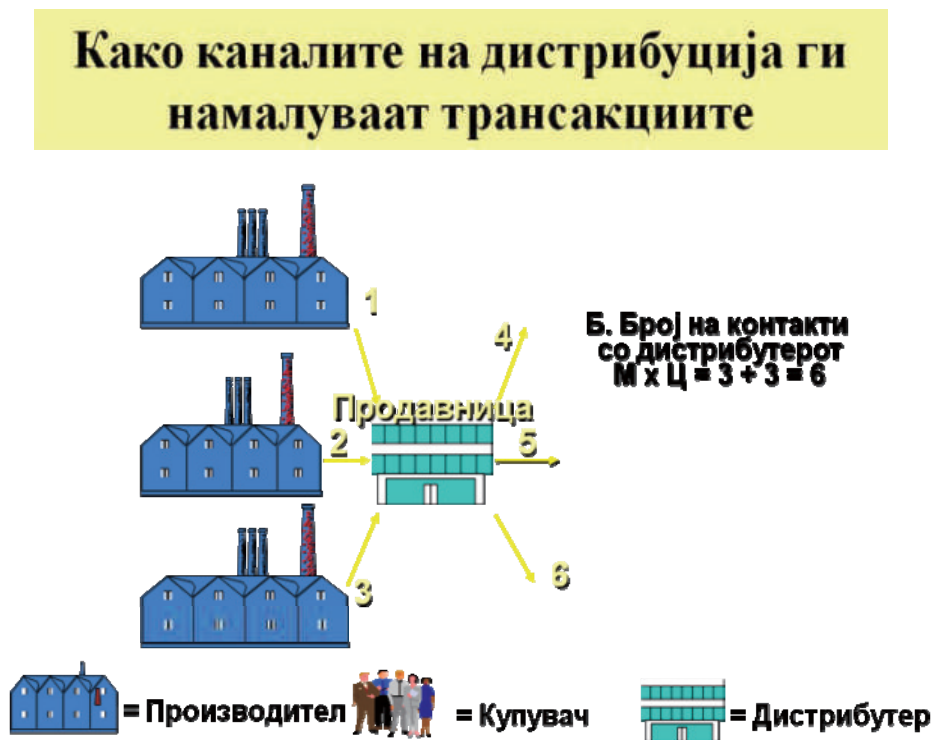 Како каналите на дистрибуција ги
намалуваат трансакциите
1
4
Б. Број на контакти
со дистрибутерот
М x Ц = 3 + 3 = 6
Продавница
2
5
3
6
= Производител
= Купувач
= Дистрибутер